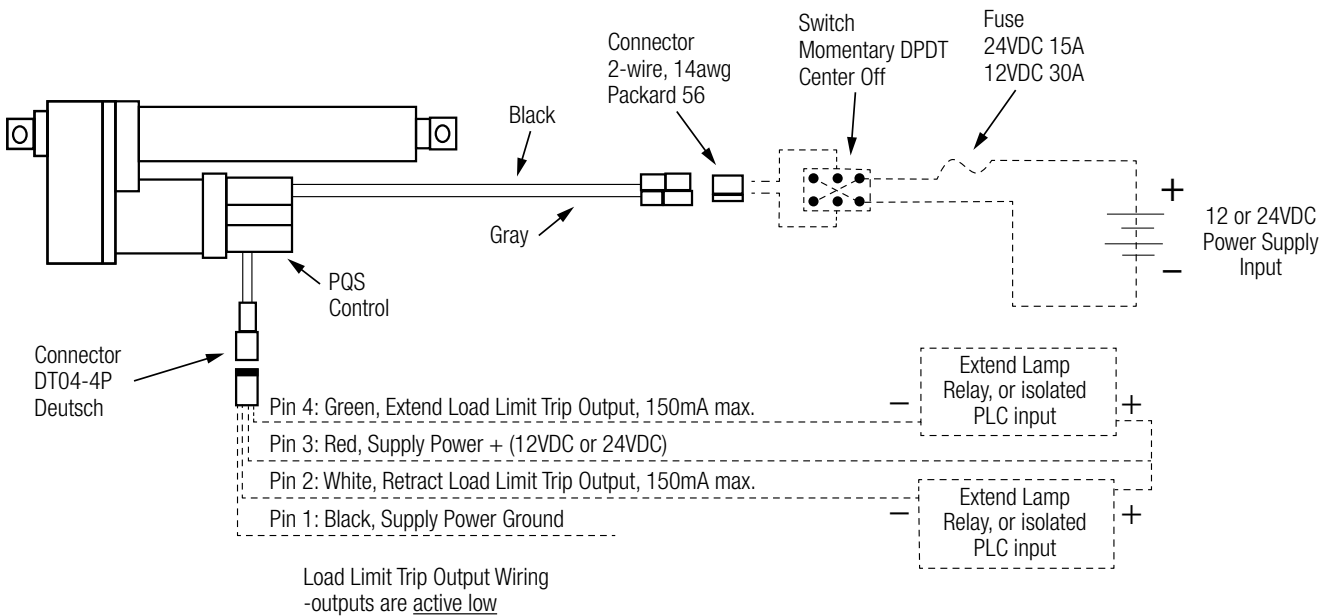 Connector
2-wire, 14awg
Packard 56
Switch
Momentary DPDT
Center Off
Fuse
24VDC 15A
12VDC 30A
Black
Gray
+
12 or 24VDC
Power Supply
Input
−
PQS
Control
Connector
DT04-4P
Deutsch
Pin 4: Green, Extend Load Limit Trip Output, 150mA max.
Pin 3: Red, Supply Power + (12VDC or 24VDC)
Pin 2: White, Retract Load Limit Trip Output, 150mA max.
Pin 1: Black, Supply Power Ground
−
Extend Lamp
Relay, or isolated
PLC input
+
−
Extend Lamp
Relay, or isolated
PLC input
+
Load Limit Trip Output Wiring
-outputs are active low